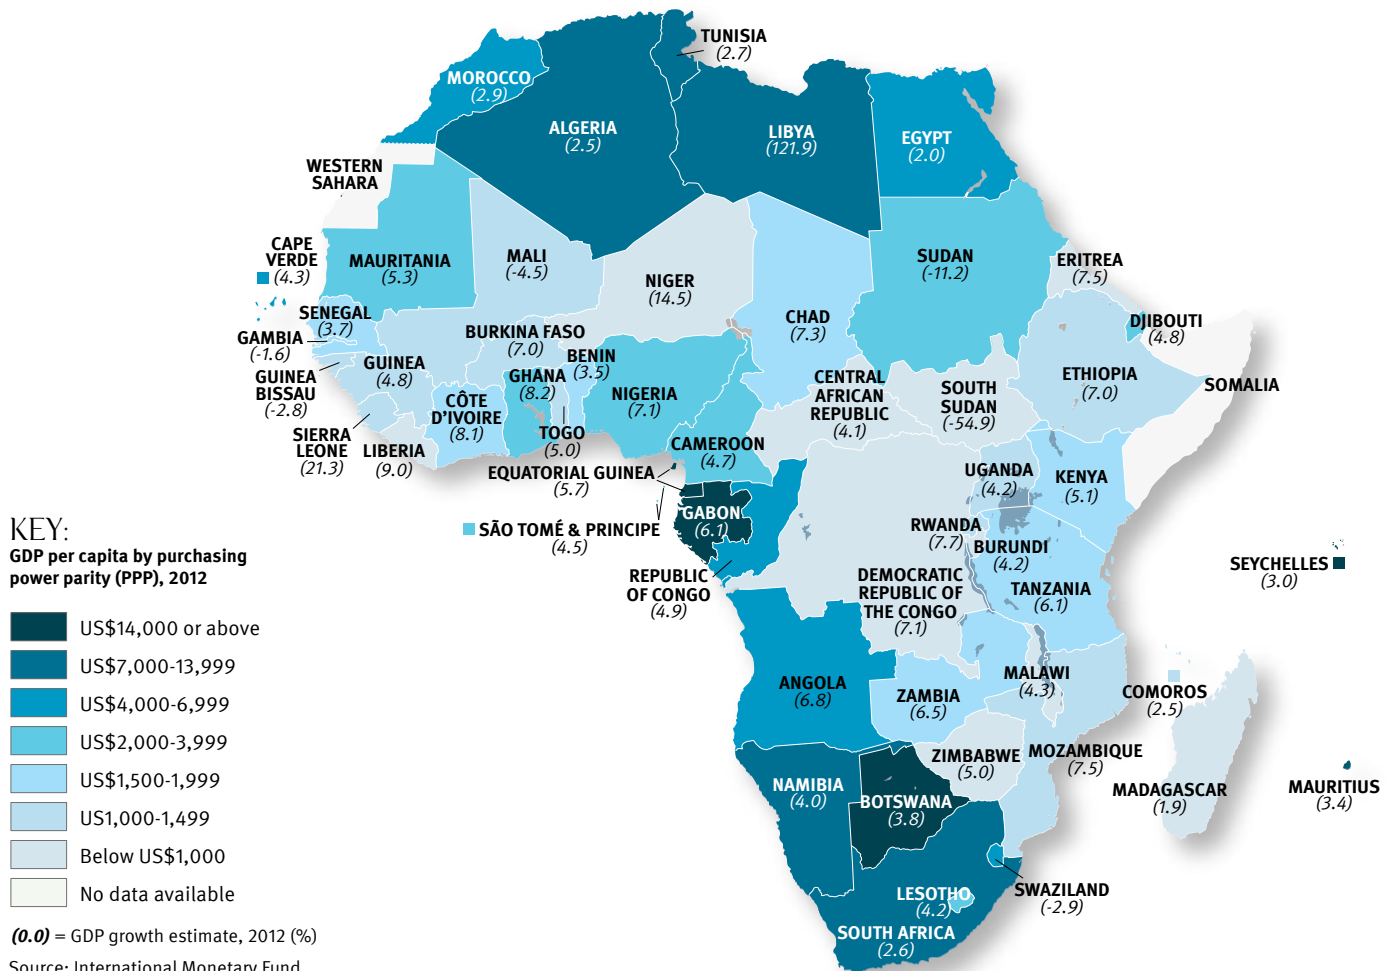 TUNISIA
(2.7)
MOROCCO
(2.9)
ALGERIA
(2.5)
LIBYA
(121.9)
EGYPT
(2.0)
WESTERN
SAHARA
CAPE
VERDE
(4.3)
MAURITANIA
(5.3)
MALI
(-4.5)
NIGER
(14.5)
SUDAN
(-11.2)
ERITREA
(7.5)
SENEGAL
(3.7)
GAMBIA
(-1.6)
GUINEA
BISSAU
(-2.8)
GUINEA
(4.8)
BURKINA FASO
(7.0)
BENIN
(3.5)
GHANA
(8.2)
CHAD
(7.3)
DJIBOUTI
(4.8)
SOMALIA
ETHIOPIA
(7.0)
SIERRA
LEONE
(21.3)
LIBERIA
(9.0)
CÔTE
D'IVOIRE
(8.1)
TOGO
(5.0)
NIGERIA
(7.1)
CENTRAL
AFRICAN
REPUBLIC
(4.1)
SOUTH
SUDAN
(-54.9)
CAMEROON
(4.7)
EQUATORIAL GUINEA
(5.7)
SÃO TOMÉ & PRINCIPE
(4.5)
GABON
(6.1)
REPUBLIC
OF CONGO
(4.9)
UGANDA
(4.2)
KENYA
(5.1)
RWANDA
(7.7)
BURUNDI
(4.2)
TANZANIA
(6.1)
DEMOCRATIC
REPUBLIC OF
THE CONGO
(7.1)
SEYCHELLES
(3.0)
ANGOLA
(6.8)
ZAMBIA
(6.5)
MALAWI
(4.3)
COMOROS
(2.5)
ZIMBABWE
(5.0)
MOZAMBIQUE
(7.5)
MADAGASCAR
(1.9)
MAURITIUS
(3.4)
NAMIBIA
(4.0)
BOTSWANA
(3.8)
SWAZILAND
(-2.9)
LESOTHO
(4.2)
SOUTH AFRICA
(2.6)
KEY:
GDP per capita by purchasing
power parity (PPP), 2012
US$14,000 or above
US$7,000-13,999
US$4,000-6,999
US$2,000-3,999
US$1,500-1,999
US1,000-1,499
Below US$1,000
No data available
(0.0) = GDP growth estimate, 2012 (%)
Source: International Monetary Fund